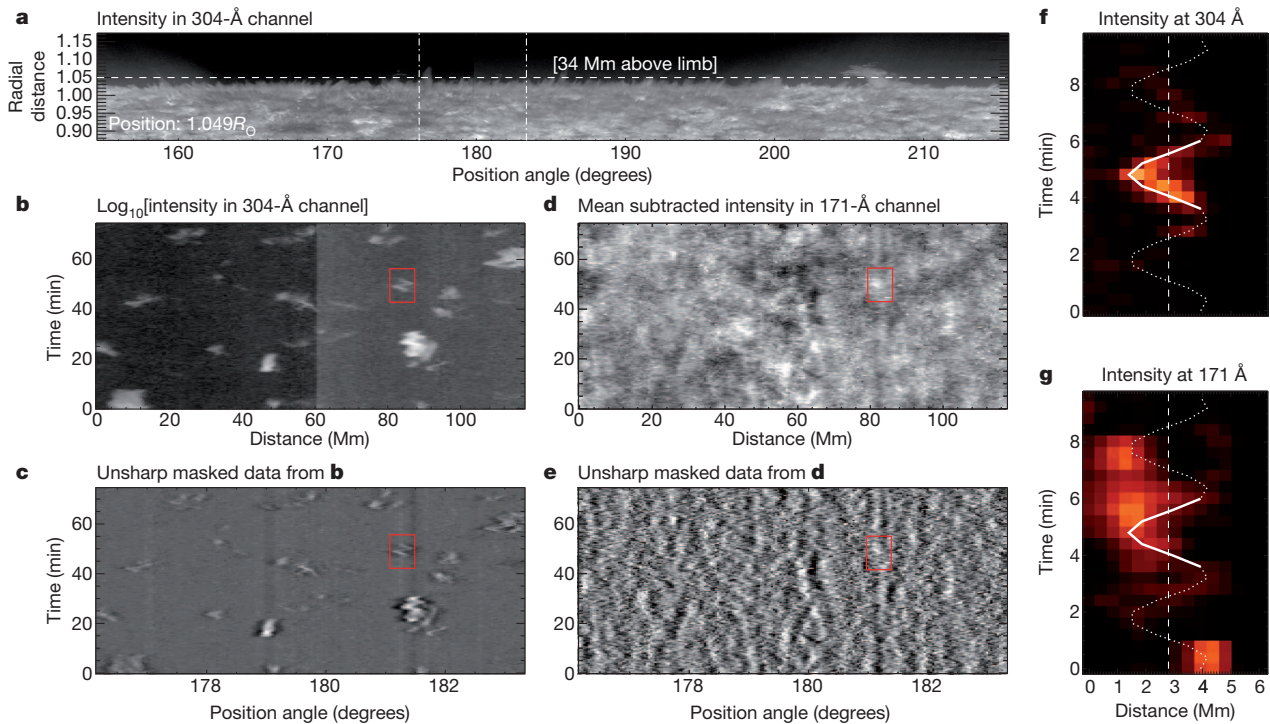 a Intensity in 304-Å channel
1.15
1.10
1.05
1.00
0.95
0.90
Radial
distance
[34 Mm above limb]
Position: 1.049R☉
160 170 180 190 200 210
Position angle (degrees)
b Log10[intensity in 304-Å channel]
60
40
20
0
Time (min)
0 20 40 60 80 100
Distance (Mm)
d Mean subtracted intensity in 171-Å channel
60
40
20
0
0 20 40 60 80 100
Distance (Mm)
c Unsharp masked data from b
60
40
20
0
Time (min)
178 180 182
Position angle (degrees)
e Unsharp masked data from d
60
40
20
0
178 180 182
Position angle (degrees)
f Intensity at 304 Å
8
6
4
2
0
Time (min)
g Intensity at 171 Å
8
6
4
2
0
Time (min)
0 1 2 3 4 5 6
Distance (Mm)